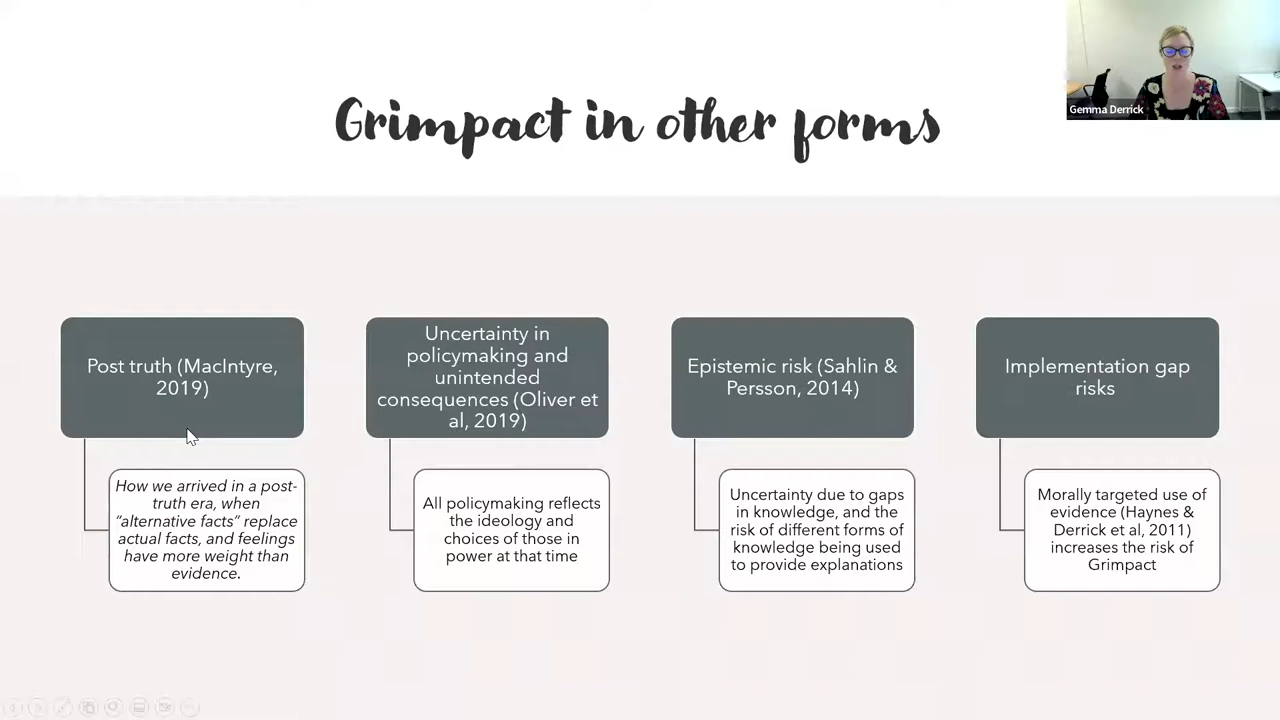 Gemma Derrick
Grimpact in other forms
Post truth (MacIntyre,
2019)
How we arrived in a post-
truth era, when
“alternative facts” replace
actual facts, and feelings
have more weight than
evidence.
Uncertainty in
policymaking and
unintended
consequences (Oliver et
al, 2019)
All policymaking reflects
the ideology and
choices of those in
power at that time
Epistemic risk (Sahlin &
Persson, 2014)
Uncertainty due to gaps
in knowledge, and the
risk of different forms of
knowledge being used
to provide explanations
Implementation gap
risks
Morally targeted use of
evidence (Haynes &
Derrick et al, 2011)
increases the risk of
Grimpact